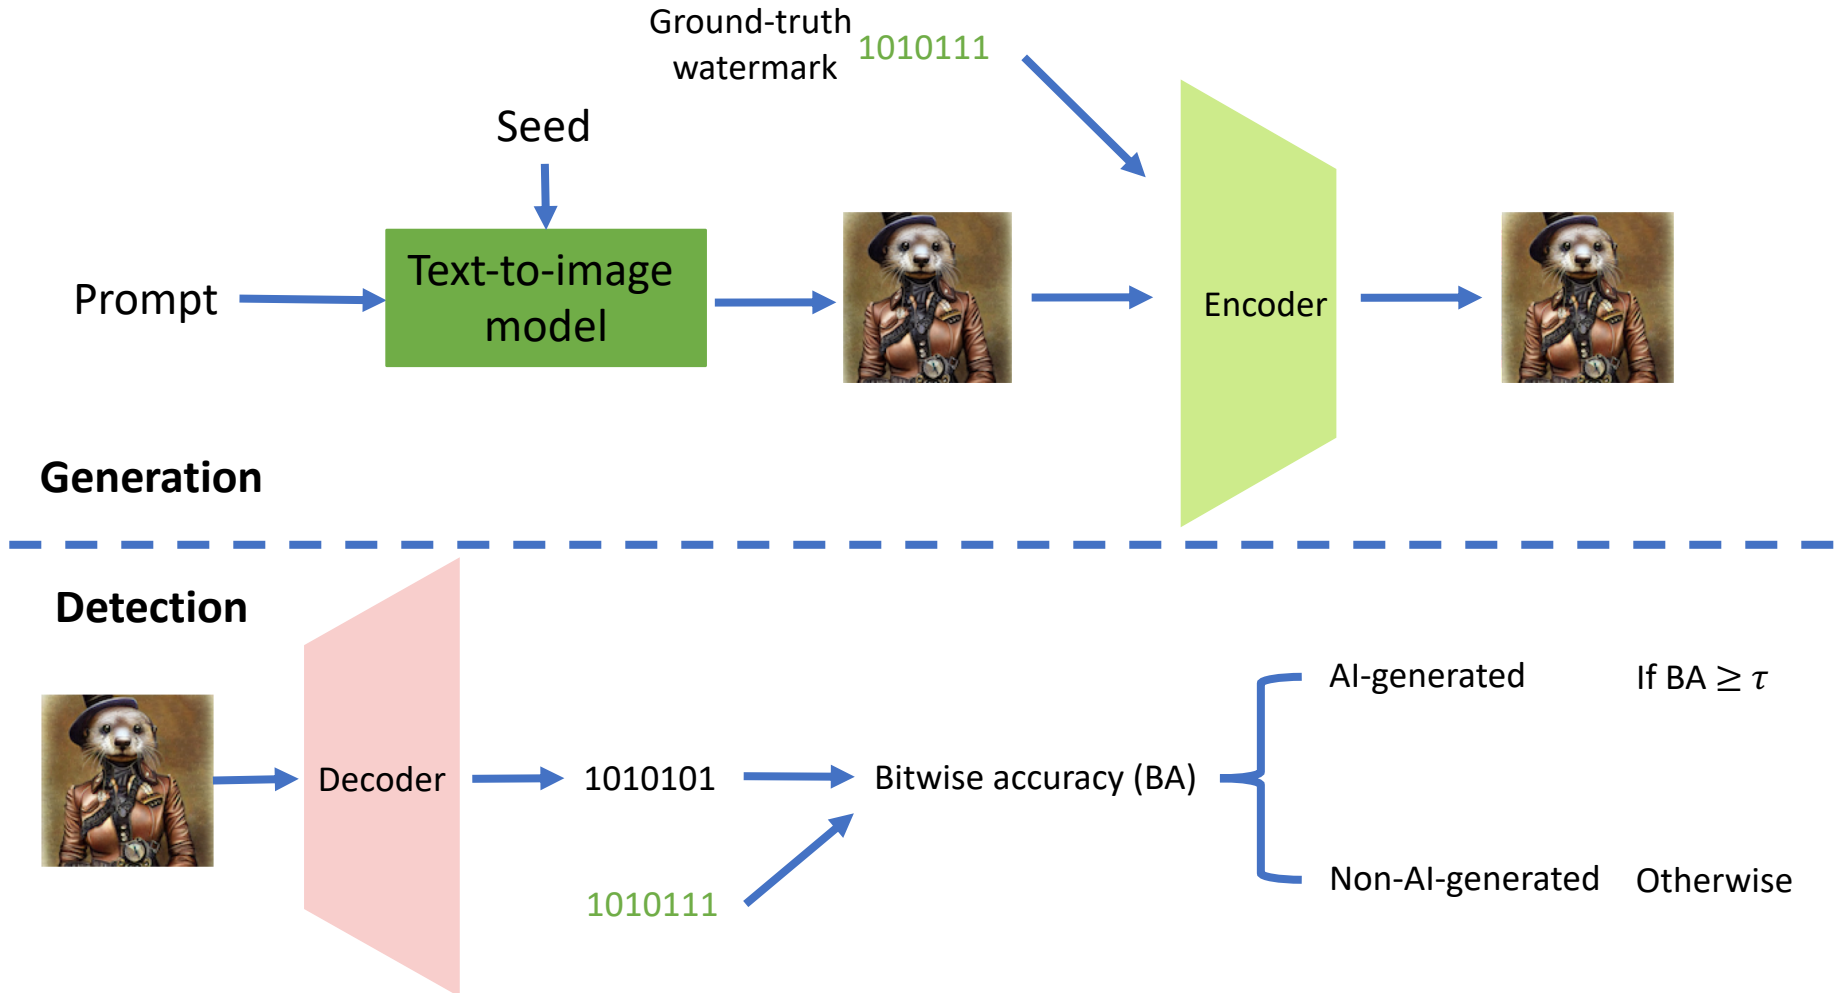 Ground-truth
watermark
1010111
Seed
Prompt
Text-to-image
model
Encoder
Generation
Detection
Decoder
1010101
1010111
Bitwise accuracy (BA)
AI-generated If BA ≥ τ
Non-AI-generated Otherwise